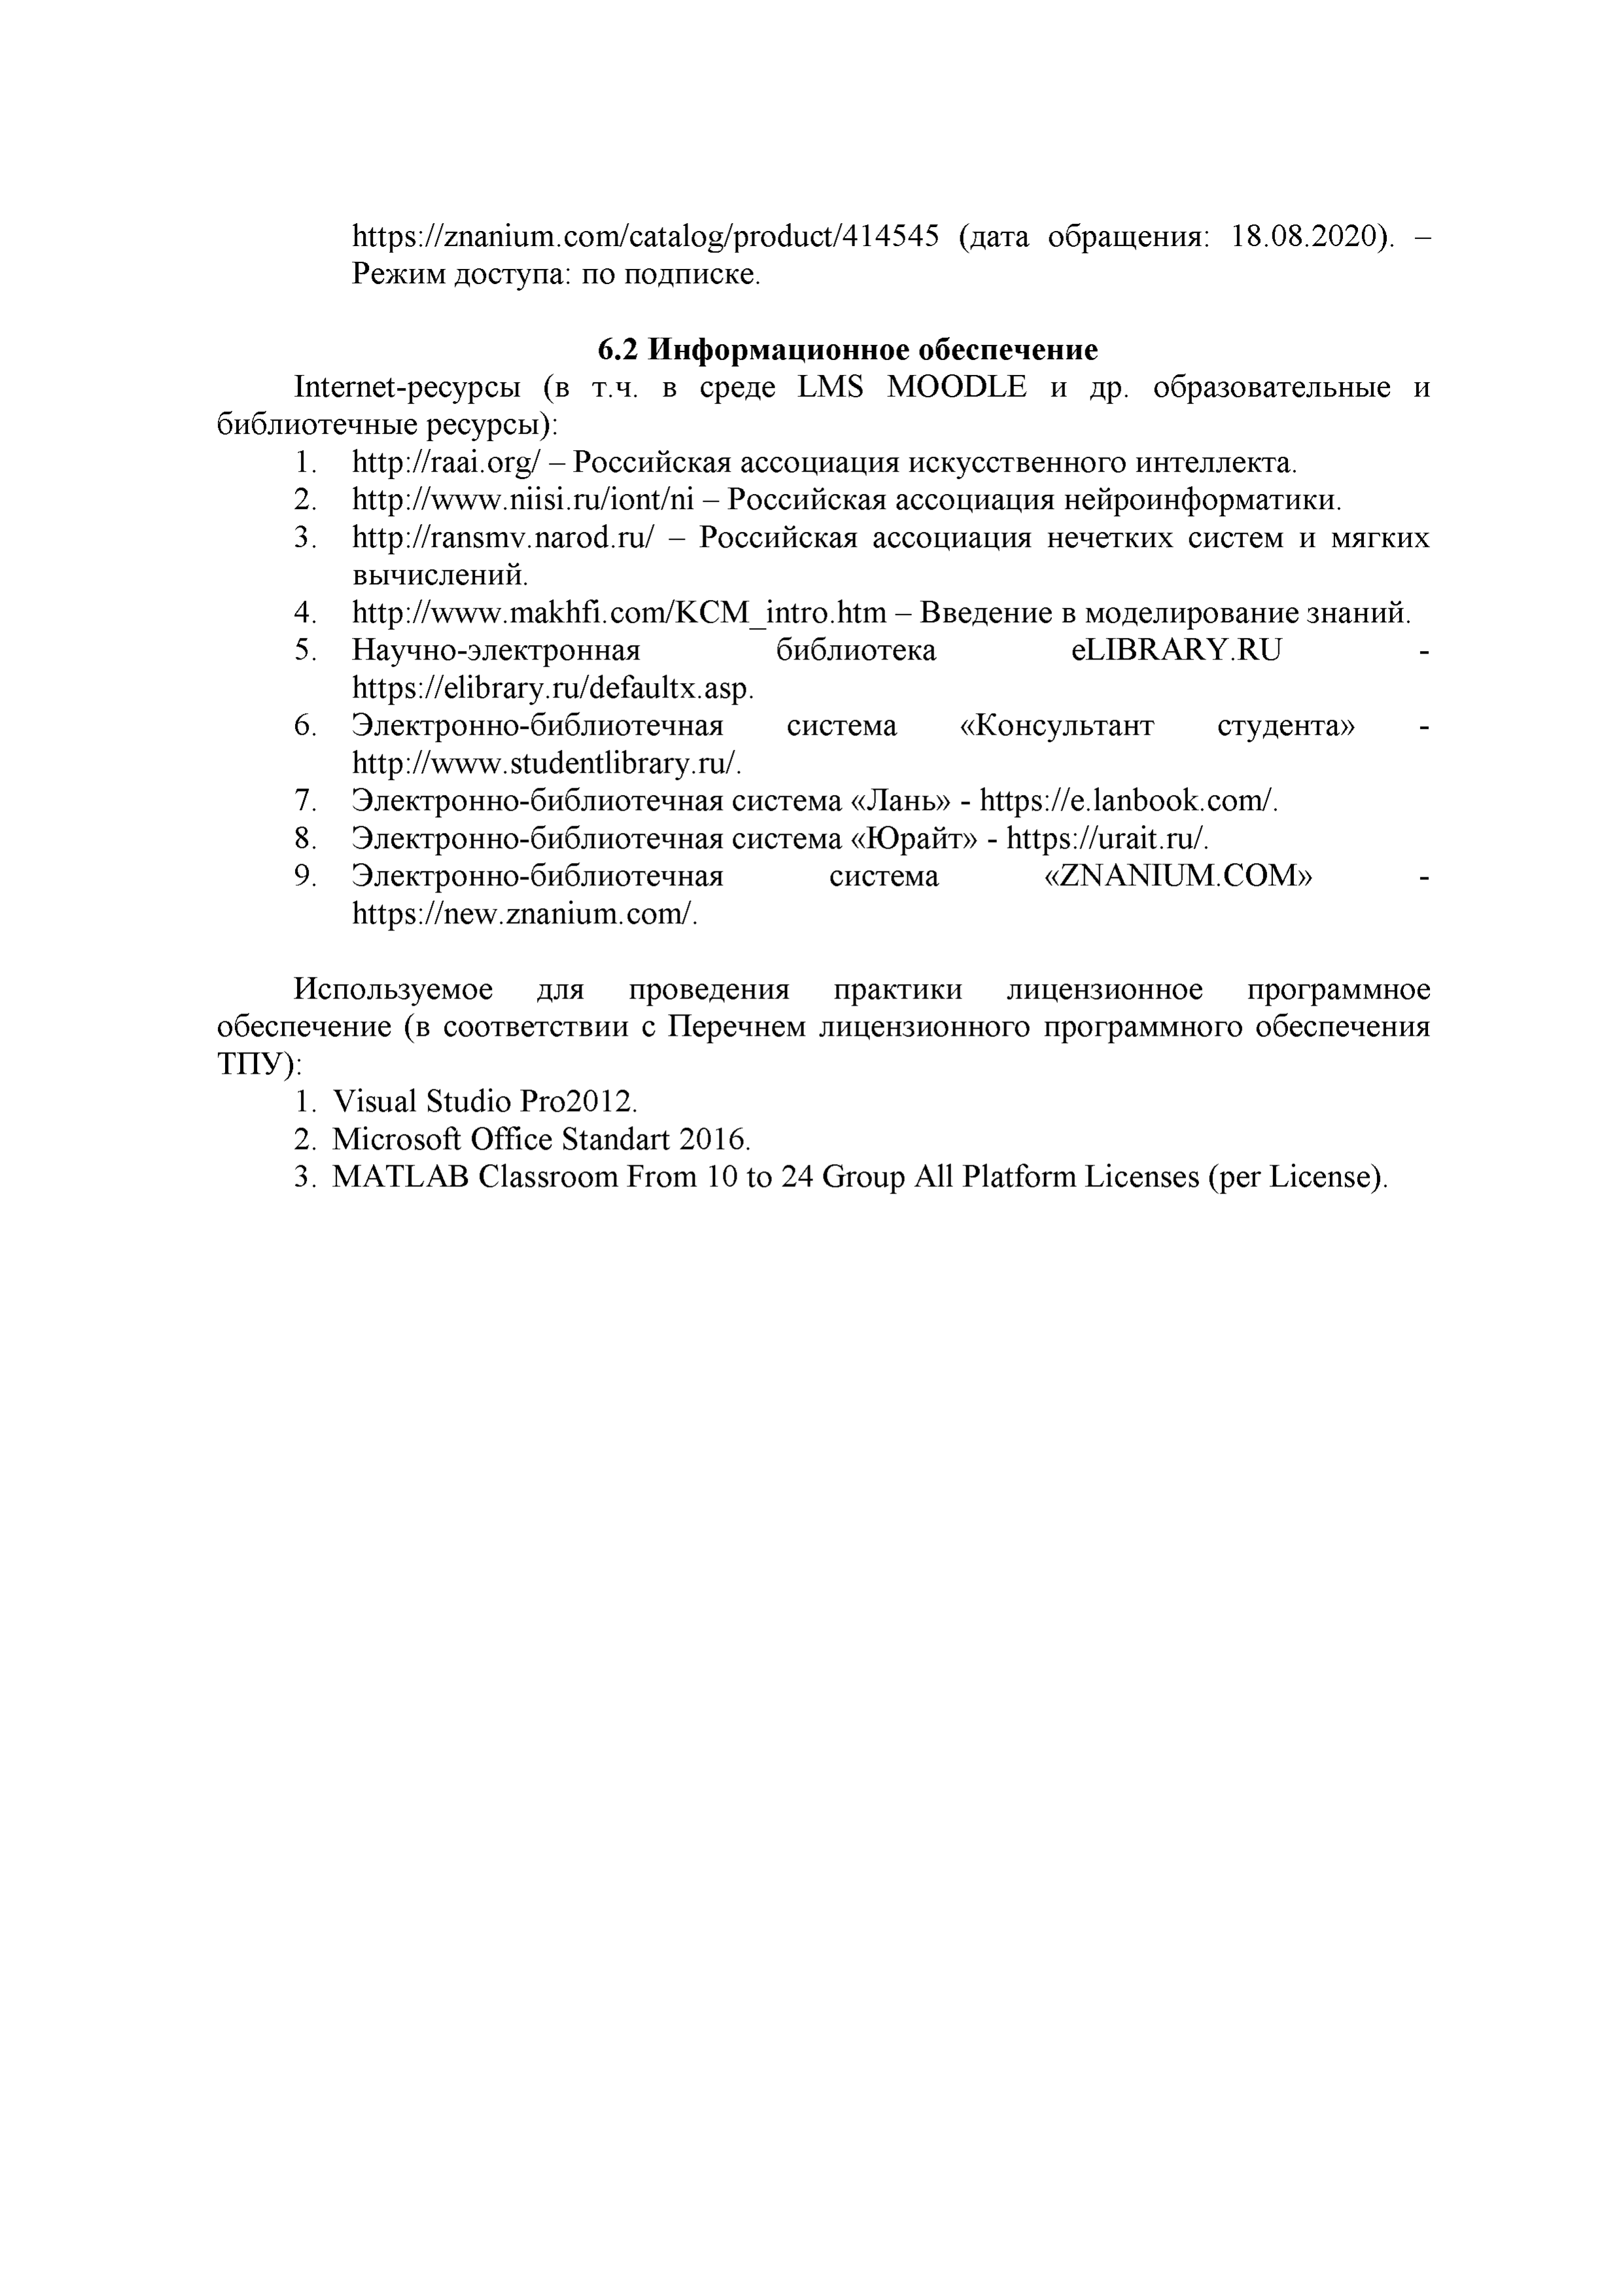 https://znanium.com/catalog/product/414545 (дата обращения: 18.08.2020). –
Режим доступа: по подписке.
6.2 Информационное обеспечение
Internet-ресурсы (в т.ч. в среде LMS MOODLE и др. образовательные и
библиотечные ресурсы):
1. http://raai.org/ – Российская ассоциация искусственного интеллекта.
2. http://www.niisi.ru/iont/ni – Российская ассоциация нейроинформатики.
3. http://ransmv.narod.ru/ – Российская ассоциация нечетких систем и мягких
вычислений.
4. http://www.makhfi.com/KCM_intro.htm – Введение в моделирование знаний.
5. Научно-электронная библиотека eLIBRARY.RU -
https://elibrary.ru/defaultx.asp.
6. Электронно-библиотечная система «Консультант студента» -
http://www.studentlibrary.ru/.
7. Электронно-библиотечная система «Лань» - https://e.lanbook.com/.
8. Электронно-библиотечная система «Юрайт» - https://urait.ru/.
9. Электронно-библиотечная система «ZNANIUM.COM» -
https://new.znanium.com/.
Используемое для проведения практики лицензионное программное
обеспечение (в соответствии с Перечнем лицензионного программного обеспечения
ТПУ):
1. Visual Studio Pro2012.
2. Microsoft Office Standart 2016.
3. MATLAB Classroom From 10 to 24 Group All Platform Licenses (per License).